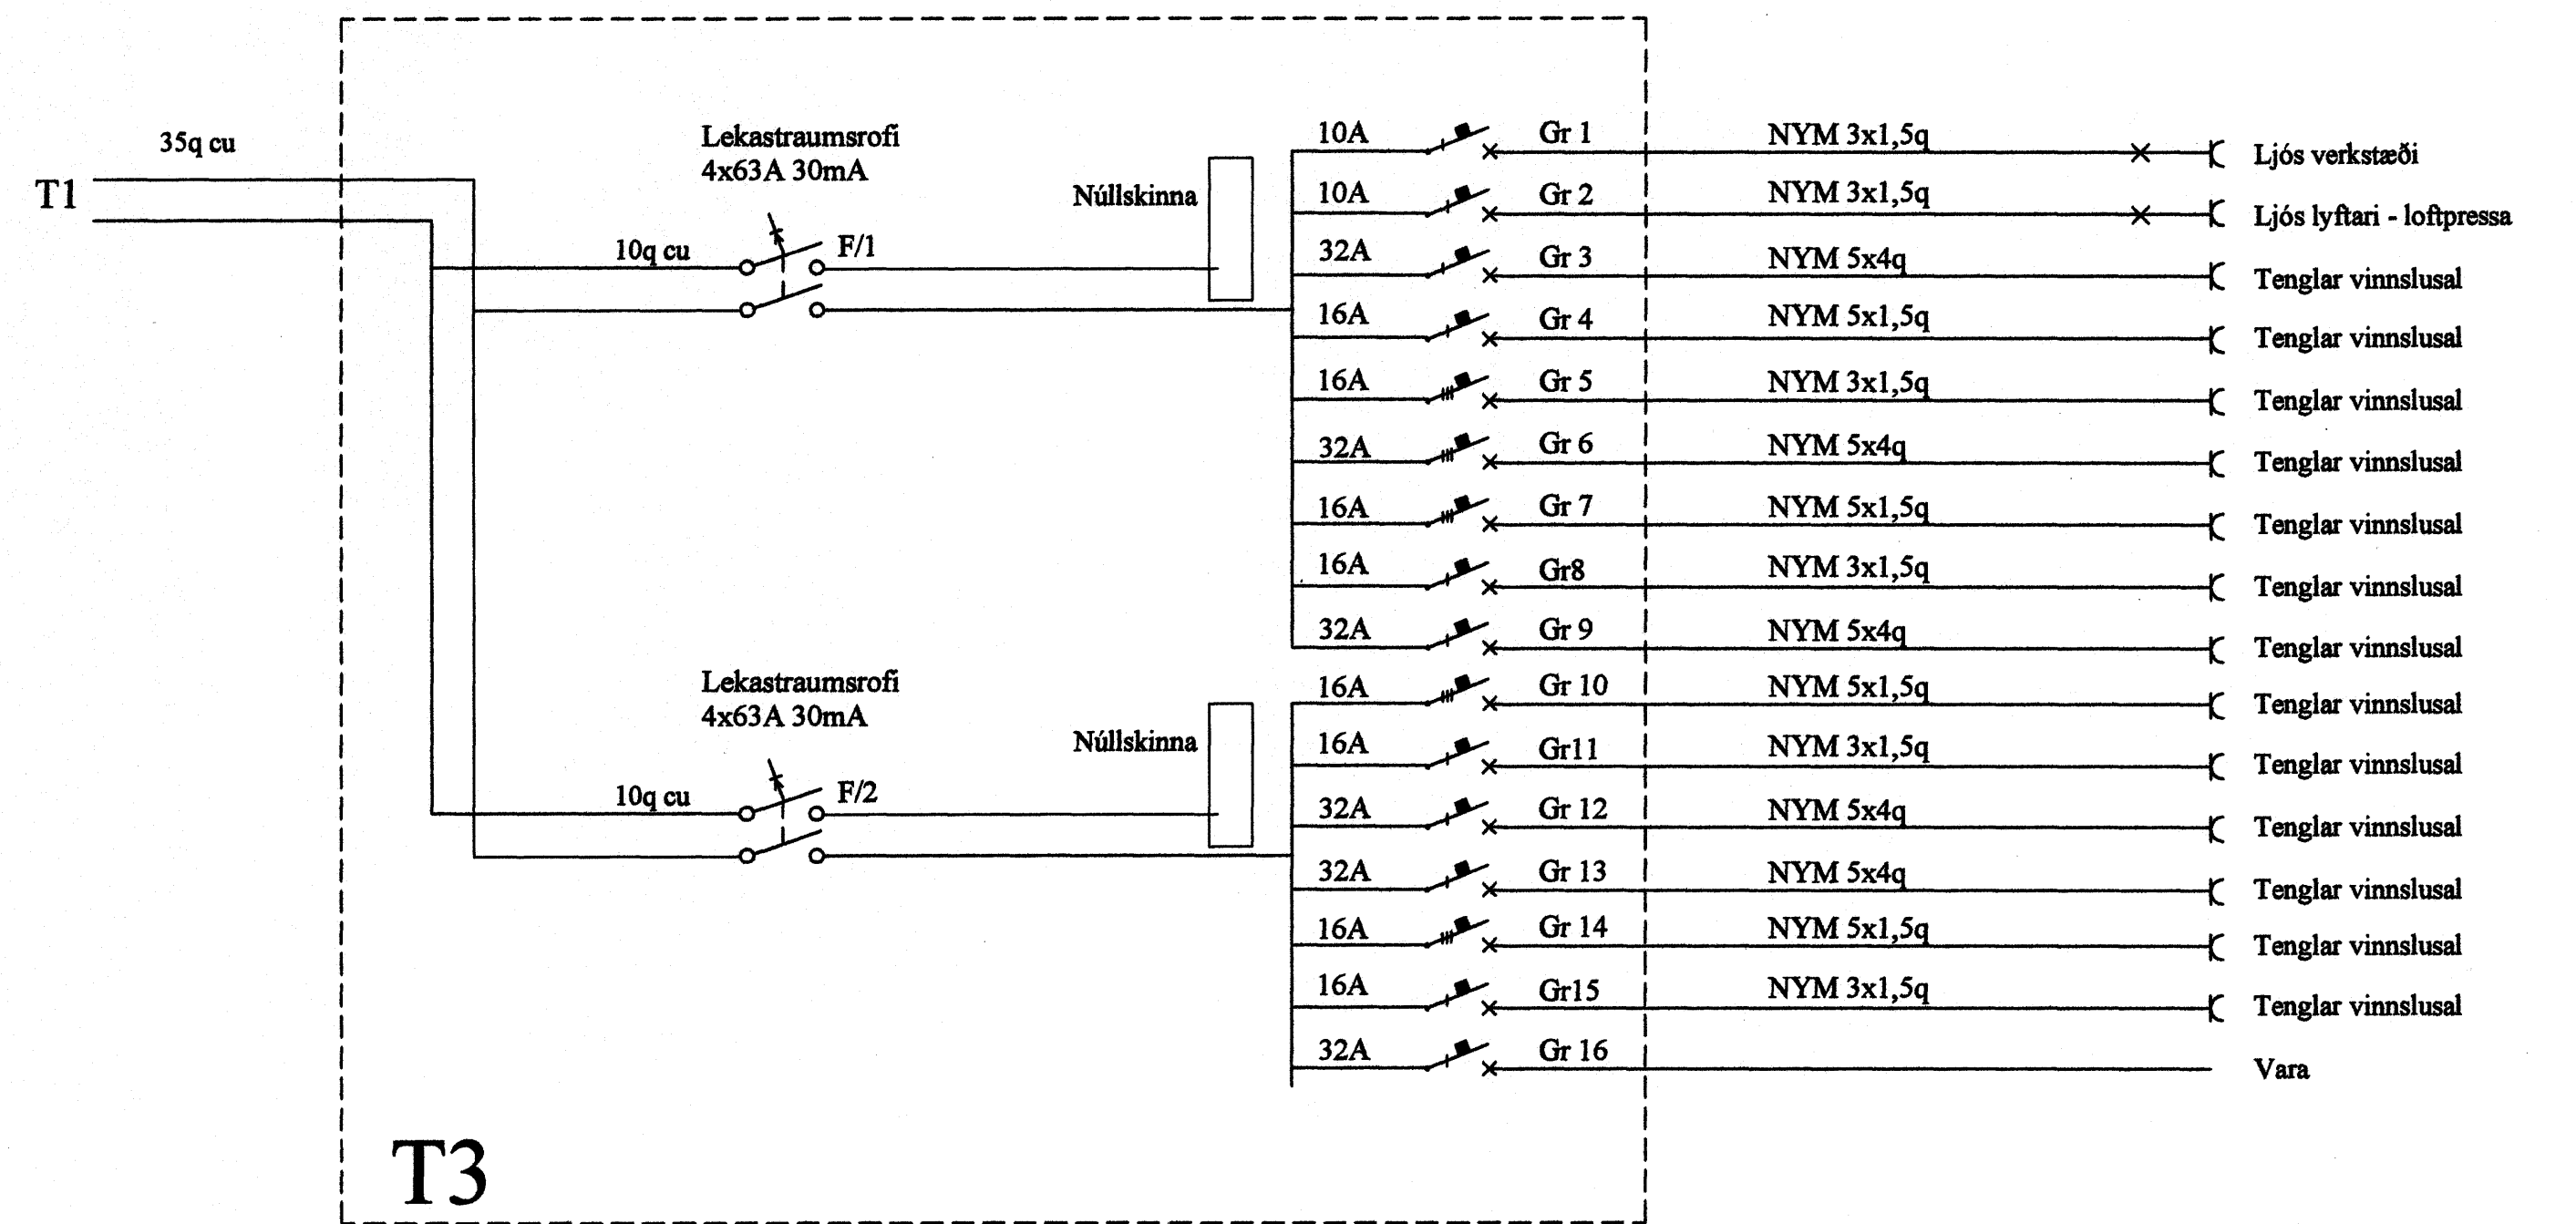 35q cu
T1
Lekastraumsrofi
4x63A 30mA
10q cu
F/1
Núllskinna
10A Gr 1 NYM 3x1,5q Ljós verkstæði
10A Gr 2 NYM 3x1,5q Ljós lyftari - loftpressa
32A Gr 3 NYM 5x4q Tenglar vinnslusal
16A Gr 4 NYM 5x1,5q Tenglar vinnslusal
16A Gr 5 NYM 3x1,5q Tenglar vinnslusal
32A Gr 6 NYM 5x4q Tenglar vinnslusal
16A Gr 7 NYM 5x1,5q Tenglar vinnslusal
16A Gr8 NYM 3x1,5q Tenglar vinnslusal
32A Gr 9 NYM 5x4q Tenglar vinnslusal
Lekastraumsrofi
4x63A 30mA
10q cu
F/2
Núllskinna
16A Gr 10 NYM 5x1,5q Tenglar vinnslusal
16A Gr11 NYM 3x1,5q Tenglar vinnslusal
32A Gr 12 NYM 5x4q Tenglar vinnslusal
32A Gr 13 NYM 5x4q Tenglar vinnslusal
16A Gr 14 NYM 5x1,5q Tenglar vinnslusal
16A Gr15 NYM 3x1,5q Tenglar vinnslusal
32A Gr 16 Vara
T3